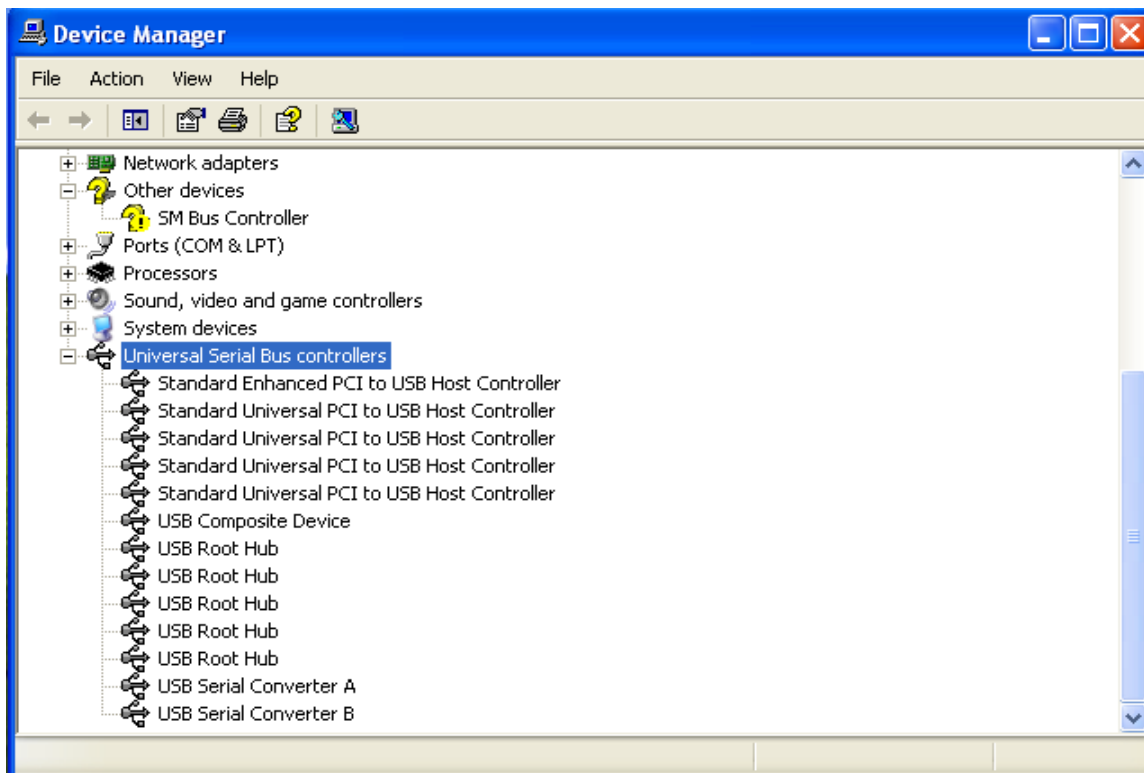 Device Manager
File Action View Help
Network adapters
Other devices
SM Bus Controller
Ports (COM & LPT)
Processors
Sound, video and game controllers
System devices
Universal Serial Bus controllers
Standard Enhanced PCI to USB Host Controller
Standard Universal PCI to USB Host Controller
Standard Universal PCI to USB Host Controller
Standard Universal PCI to USB Host Controller
Standard Universal PCI to USB Host Controller
USB Composite Device
USB Root Hub
USB Root Hub
USB Root Hub
USB Root Hub
USB Root Hub
USB Serial Converter A
USB Serial Converter B